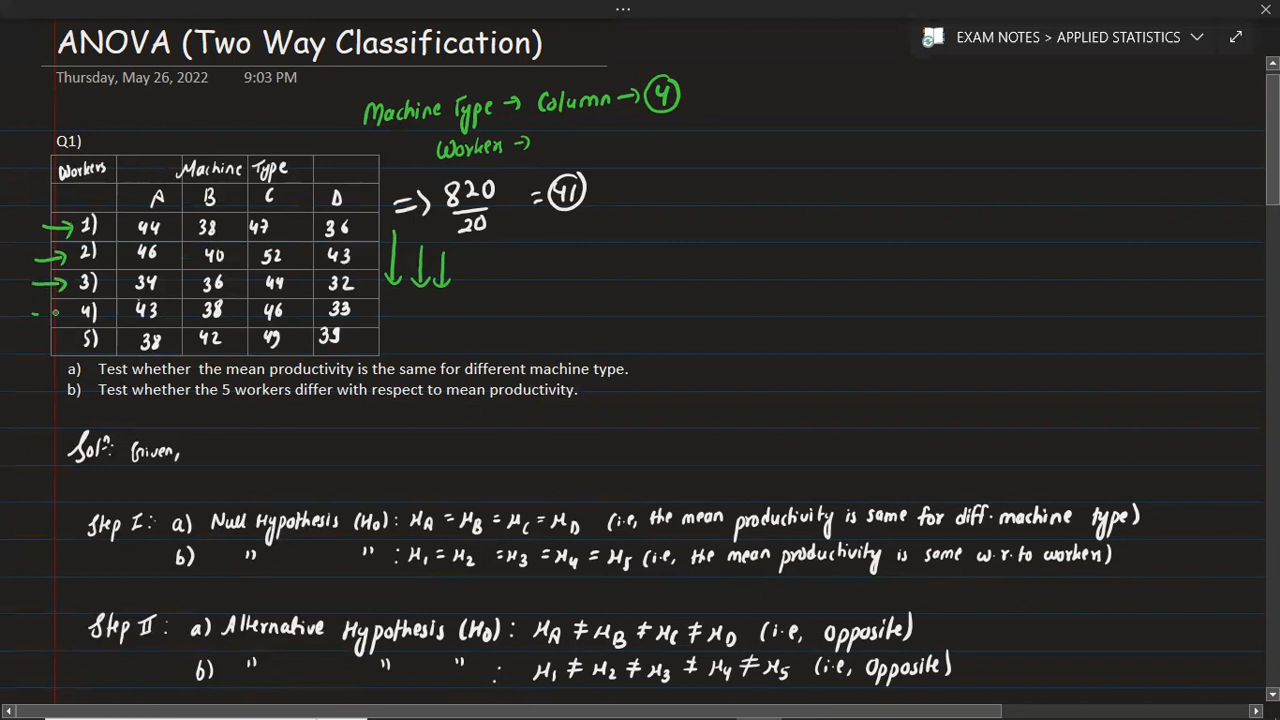 ANOVA (Two Way Classification)
EXAM NOTES > APPLIED STATISTICS
Thursday, May 26, 2022 9:03 PM
Machine Type → Column → 4
Workers →
Q1)
Workers Machine Type
A B C D
1) 44 38 47 36
2) 46 40 52 43
3) 34 36 44 32
4) 43 38 46 33
5) 38 42 49 39
=> 820/20 = 41
a) Test whether the mean productivity is the same for different machine type.
b) Test whether the 5 workers differ with respect to mean productivity.
Solⁿ: Given,
Step I: a) Null Hypothesis (H0): μA = μB = μC = μD (i.e, the mean productivity is same for diff. machine type)
b) " " : μ1 = μ2 = μ3 = μ4 = μ5 (i.e, the mean productivity is same w.r.to worker)
Step II: a) Alternative Hypothesis (H0): μA ≠ μB ≠ μC ≠ μD (i.e, opposite)
b) " " " : μ1 ≠ μ2 ≠ μ3 ≠ μ4 ≠ μ5 (i.e, opposite)